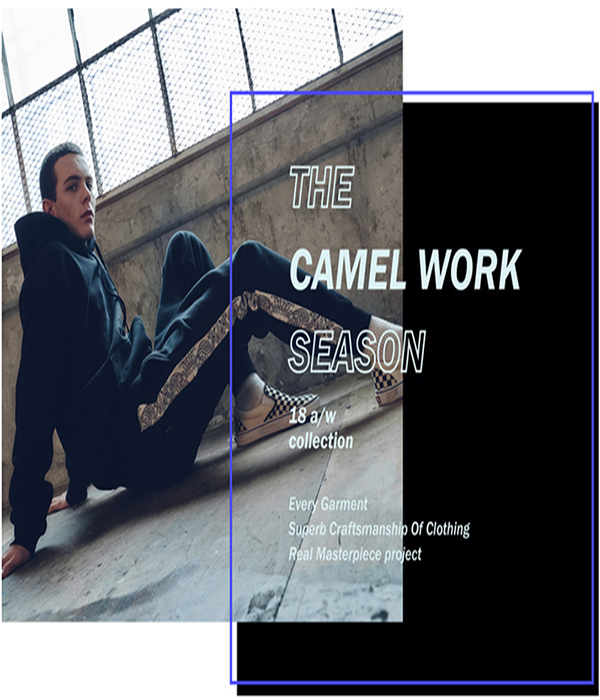 THE
CAMEL WORK
SEASON
18 a/w
collection
Every Garment
Superb Craftsmanship Of Clothing
Real Masterpiece project